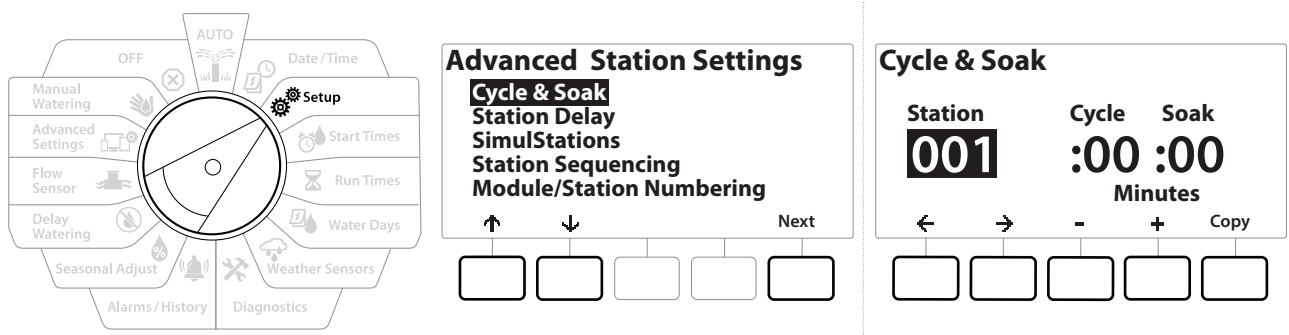 AUTO
OFF
Date / Time
Manual
Watering
Setup
Advanced
Settings
Start Times
Flow
Sensor
Run Times
Delay
Watering
Water Days
Seasonal Adjust
Weather Sensors
Alarms / History
Diagnostics
Advanced Station Settings
Cycle & Soak
Station Delay
SimulStations
Station Sequencing
Module/Station Numbering
↑ ↓ Next
Cycle & Soak
Station Cycle Soak
001 :00 :00
Minutes
← → - + Copy